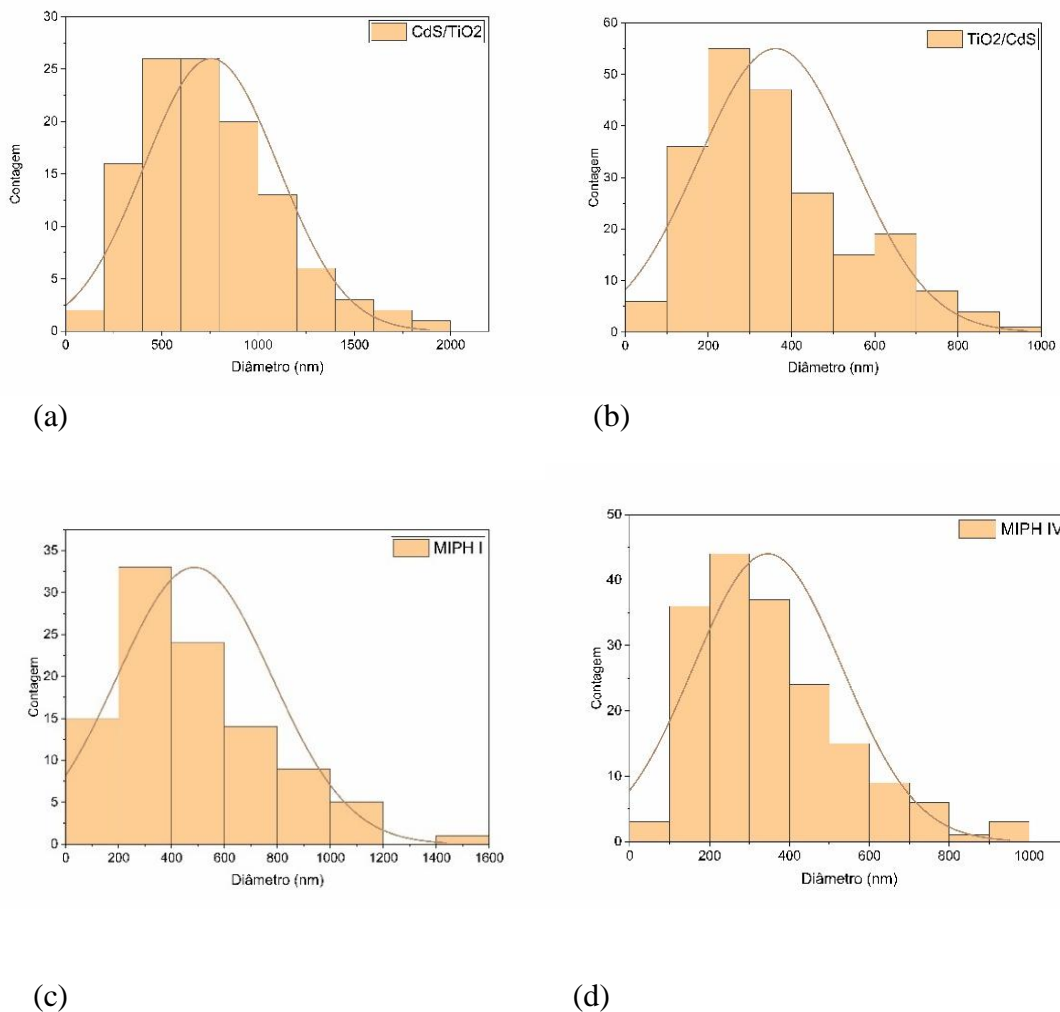 CdS/TiO2
Contagem
30
25
20
15
10
5
0
0 500 1000 1500 2000
Diâmetro (nm)
(a)
TiO2/CdS
Contagem
60
50
40
30
20
10
0
0 200 400 600 800 1000
Diâmetro (nm)
(b)
MIPH I
Contagem
35
30
25
20
15
10
5
0
0 200 400 600 800 1000 1200 1400 1600
Diâmetro (nm)
(c)
MIPH IV
Contagem
50
40
30
20
10
0
0 200 400 600 800 1000
Diâmetro (nm)
(d)